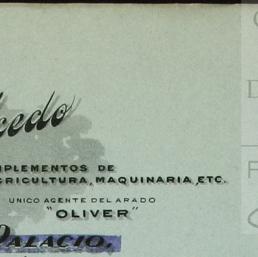 cedo
IMPLEMENTOS DE
AGRICULTURA, MAQUINARIA, ETC.
UNICO AGENTE DEL ARADO
"OLIVER"
PALACIO.